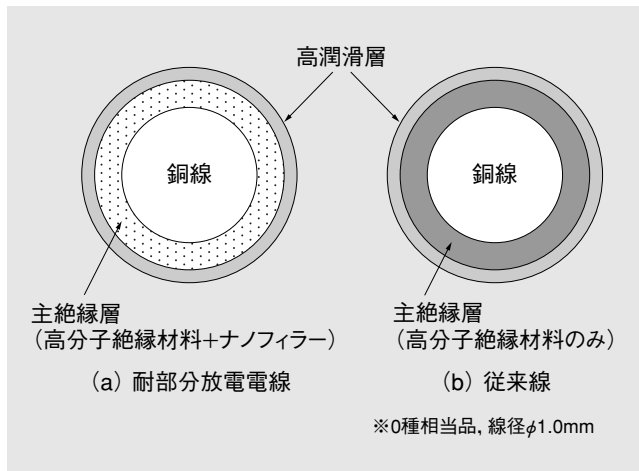 高潤滑層
銅線
銅線
主絶縁層
（高分子絶縁材料+ナノフィラー）
主絶縁層
（高分子絶縁材料のみ）
（a）耐部分放電電線
（b）従来線
※0種相当品，線径φ1.0mm